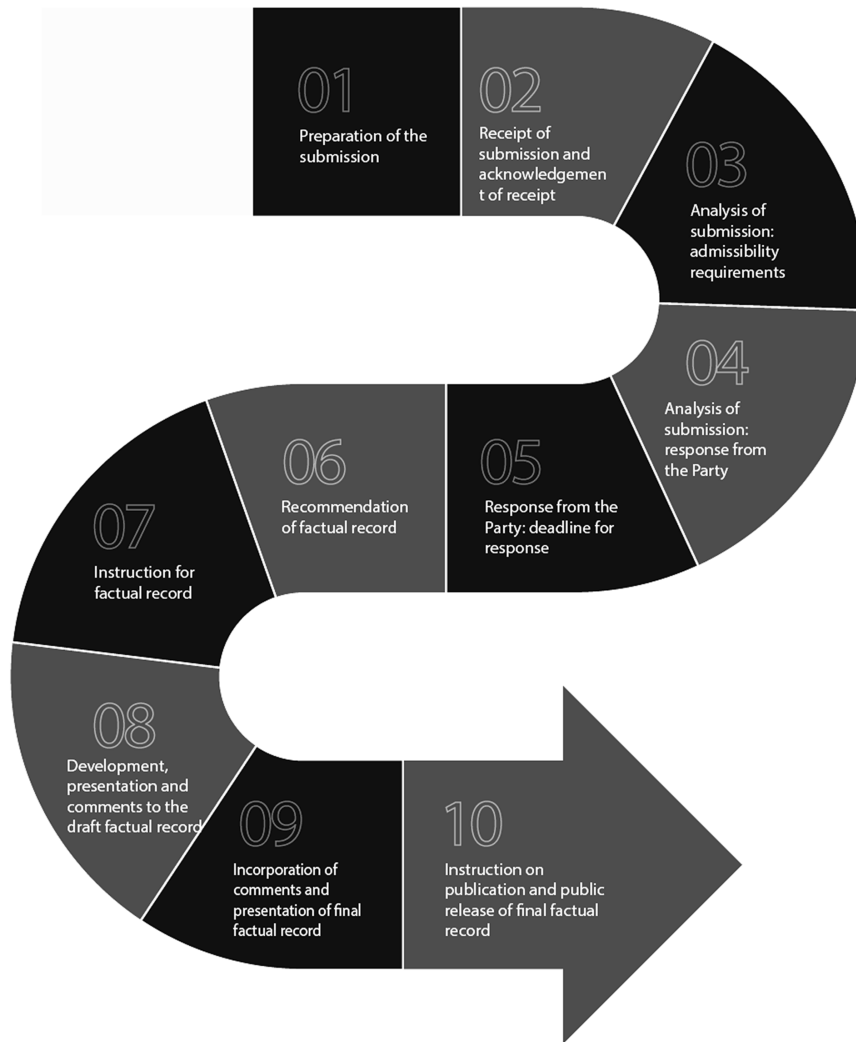 01
Preparation of the
submission
02
Receipt of
submission and
acknowledgemen
t of receipt
03
Analysis of
submission:
admissibility
requirements
04
Analysis of
submission:
response from
the Party
05
Response from the
Party: deadline for
response
06
Recommendation
of factual record
07
Instruction for
factual record
08
Development,
presentation and
comments to the
draft factual record
09
Incorporation of
comments and
presentation of final
factual record
10
Instruction on
publication and public
release of final factual
record